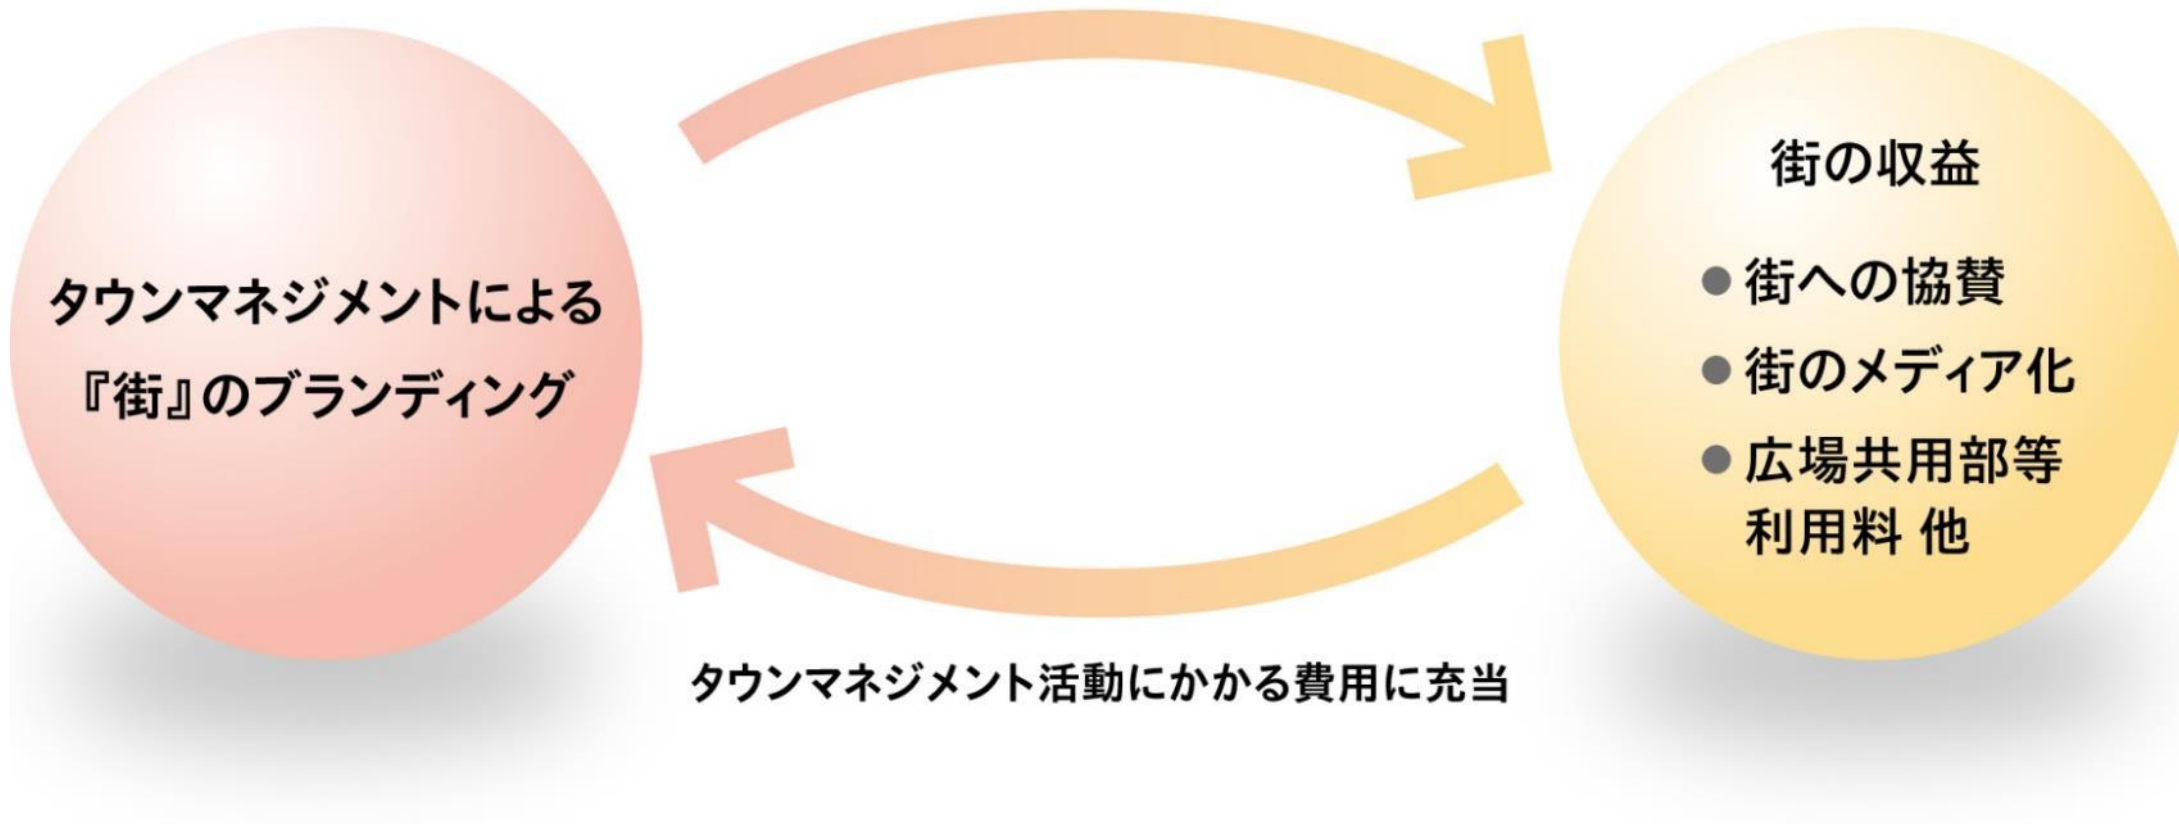 タウンマネジメントによる
『街』のブランディング
街の収益
● 街への協賛
● 街のメディア化
● 広場共用部等
利用料 他
タウンマネジメント活動にかかる費用に充当